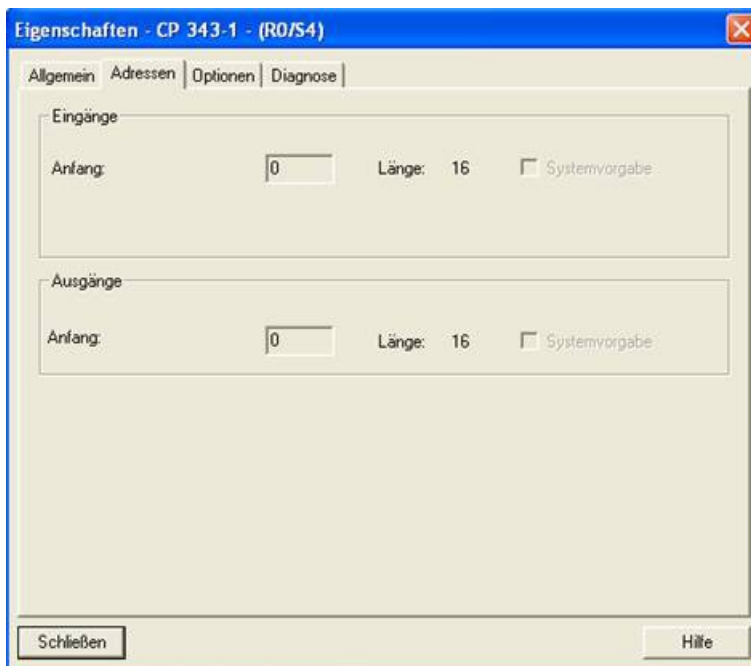 Eigenschaften - CP 343-1 - (R0/S4)
Allgemein Adressen Optionen Diagnose
Eingänge
Anfang: 0 Länge: 16 Systemvorgabe
Ausgänge
Anfang: 0 Länge: 16 Systemvorgabe
Schließen Hilfe